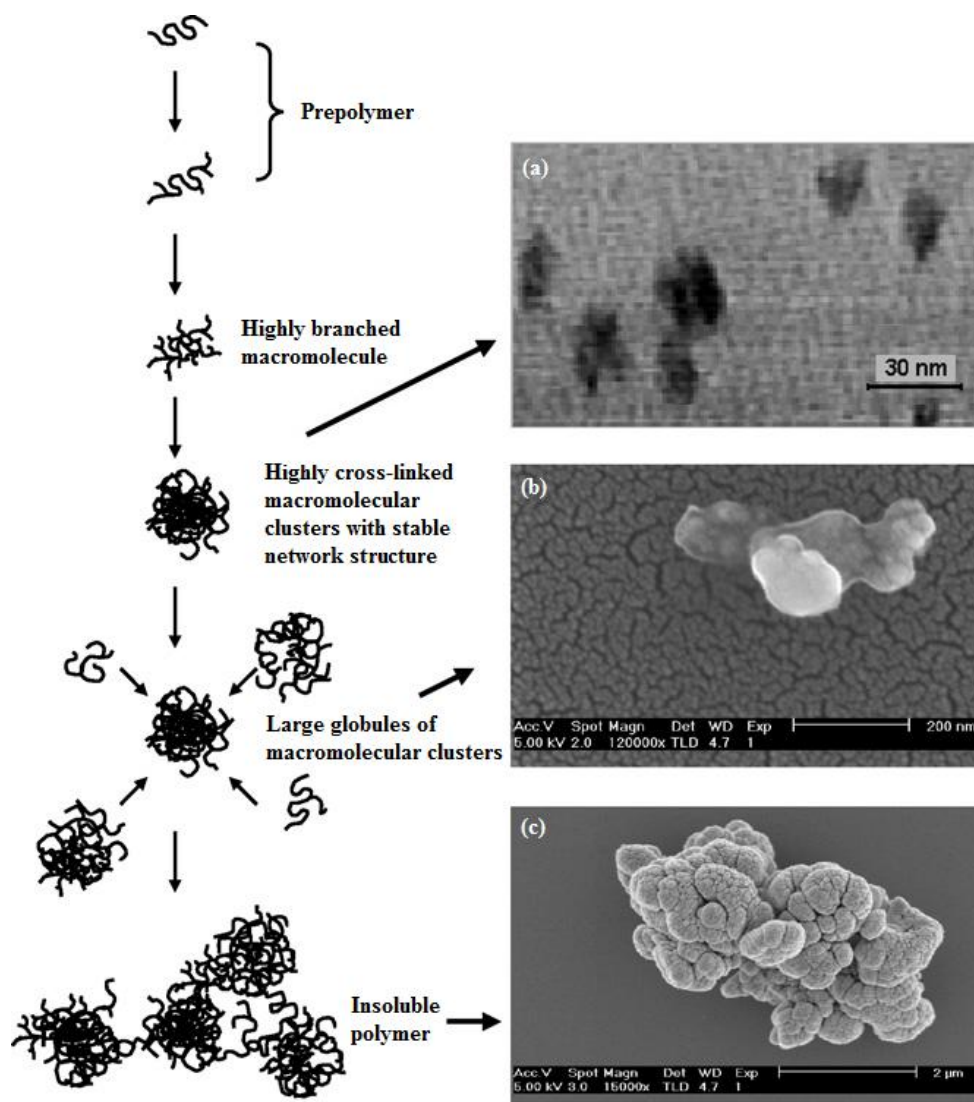 Prepolymer
(a)
Highly branched
macromolecule
30 nm
Highly cross-linked
macromolecular
clusters with stable
network structure
(b)
Large globules of
macromolecular clusters
Acc.V Spot Magn Det WD Exp 200 nm
5.00 kV 2.0 120000x TLD 4.7 1
(c)
Insoluble
polymer
Acc.V Spot Magn Det WD Exp 2 µm
5.00 kV 3.0 15000x TLD 4.7 1